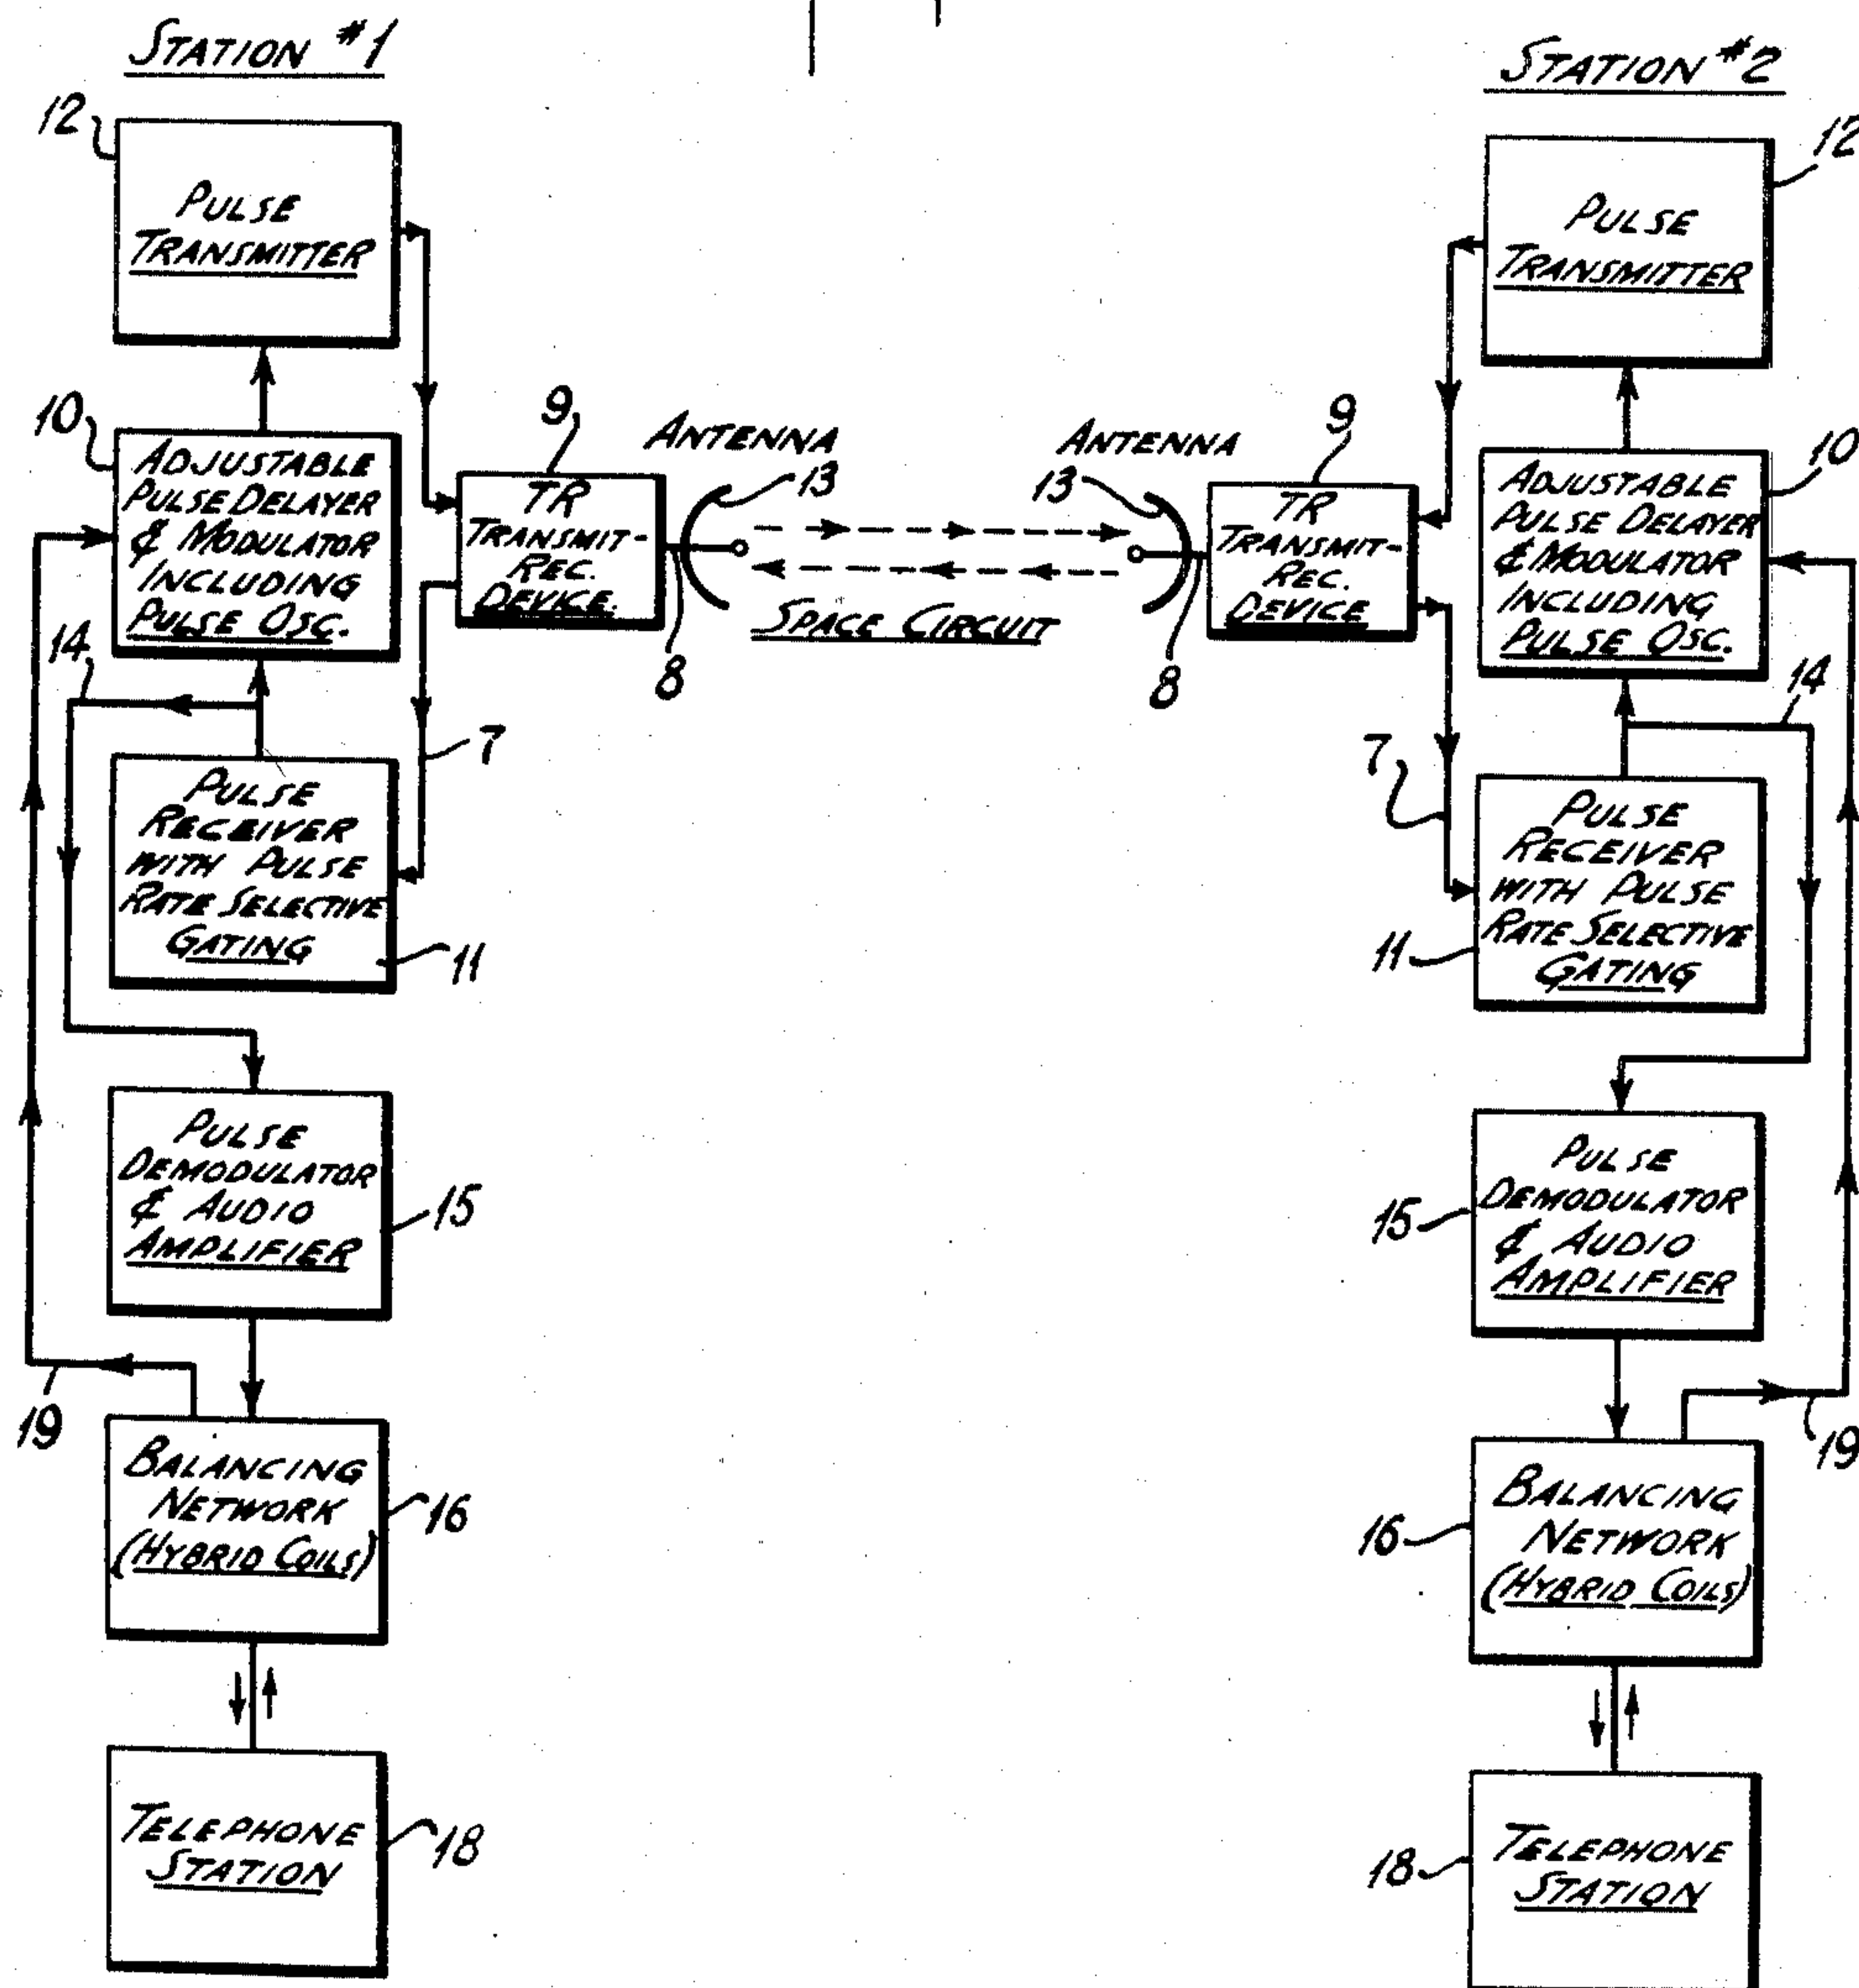 STATION #1
12
PULSE
TRANSMITTER
10
ADJUSTABLE
PULSE DELAYER
& MODULATOR
INCLUDING
PULSE OSC.
14
PULSE
RECEIVER
WITH PULSE
RATE SELECTIVE
GATING
11
7
9
TR
TRANSMIT-
REC.
DEVICE.
8
ANTENNA
13
SPACE CIRCUIT
PULSE
DEMODULATOR
& AUDIO
AMPLIFIER
15
19
BALANCING
NETWORK
(HYBRID COILS)
16
TELEPHONE
STATION
18
STATION #2
12
PULSE
TRANSMITTER
ANTENNA
13
8
9
TR
TRANSMIT-
REC.
DEVICE
10
ADJUSTABLE
PULSE DELAYER
& MODULATOR
INCLUDING
PULSE OSC.
14
7
PULSE
RECEIVER
WITH PULSE
RATE SELECTIVE
GATING
11
PULSE
DEMODULATOR
& AUDIO
AMPLIFIER
15
19
BALANCING
NETWORK
(HYBRID COILS)
16
TELEPHONE
STATION
18